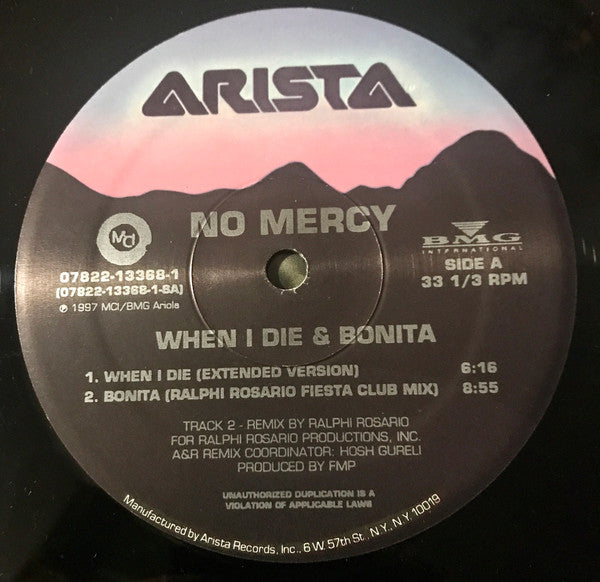 ARISTA
NO MERCY
MCI
BMG
INTERNATIONAL
07822-13368-1
(07822-13368-1-SA)
℗ 1997 MCI/BMG Ariola
SIDE A
33 1/3 RPM
WHEN I DIE & BONITA
1. WHEN I DIE (EXTENDED VERSION) 6:16
2. BONITA (RALPHI ROSARIO FIESTA CLUB MIX) 8:55
TRACK 2 - REMIX BY RALPHI ROSARIO
FOR RALPHI ROSARIO PRODUCTIONS, INC.
A&R REMIX COORDINATOR: HOSH GURELI
PRODUCED BY FMP
UNAUTHORIZED DUPLICATION IS A
VIOLATION OF APPLICABLE LAWS
Manufactured by Arista Records, Inc., 6 W. 57th St., N.Y., N.Y. 10019